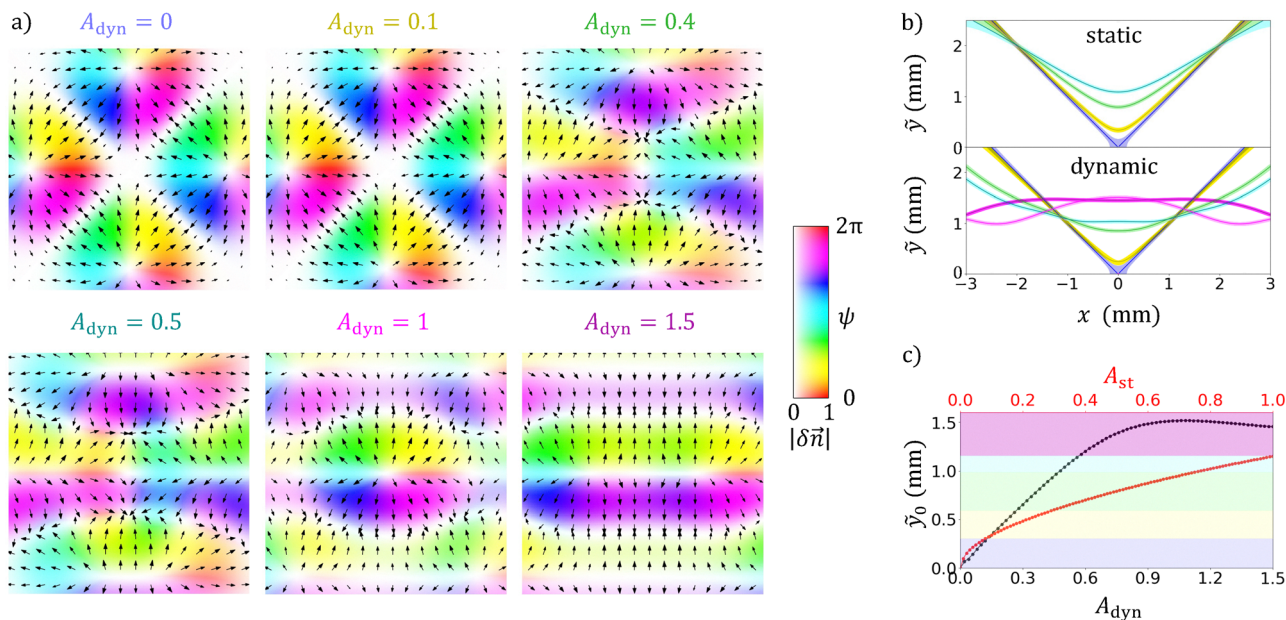 a)
A_dyn = 0
A_dyn = 0.1
A_dyn = 0.4
A_dyn = 0.5
A_dyn = 1
A_dyn = 1.5
2π
ψ
0
0 1
|δn⃗|
b)
static
ỹ (mm)
2
1
0
dynamic
ỹ (mm)
2
1
0
−3 −2 −1 0 1 2 3
x (mm)
c)
A_st
0.0 0.2 0.4 0.6 0.8 1.0
ỹ₀ (mm)
1.5
1.0
0.5
0.0
0.0 0.3 0.6 0.9 1.2 1.5
A_dyn